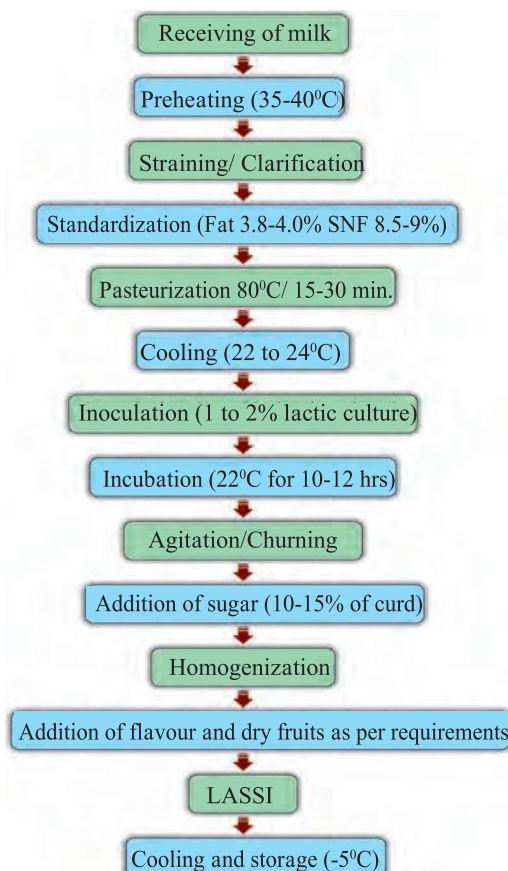 Receiving of milk
Preheating (35-40⁰C)
Straining/ Clarification
Standardization (Fat 3.8-4.0% SNF 8.5-9%)
Pasteurization 80⁰C/ 15-30 min.
Cooling (22 to 24⁰C)
Inoculation (1 to 2% lactic culture)
Incubation (22⁰C for 10-12 hrs)
Agitation/Churning
Addition of sugar (10-15% of curd)
Homogenization
Addition of flavour and dry fruits as per requirements
LASSI
Cooling and storage (-5⁰C)